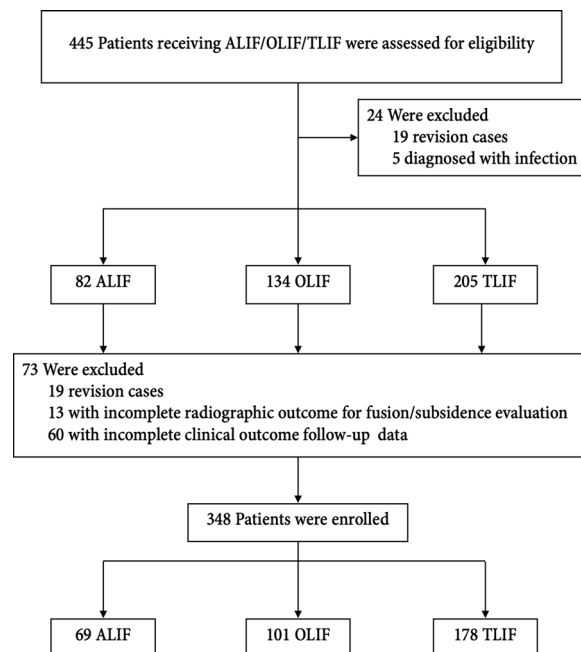 445 Patients receiving ALIF/OLIF/TLIF were assessed for eligibility
24 Were excluded
19 revision cases
5 diagnosed with infection
82 ALIF
134 OLIF
205 TLIF
73 Were excluded
19 revision cases
13 with incomplete radiographic outcome for fusion/subsidence evaluation
60 with incomplete clinical outcome follow-up data
348 Patients were enrolled
69 ALIF
101 OLIF
178 TLIF